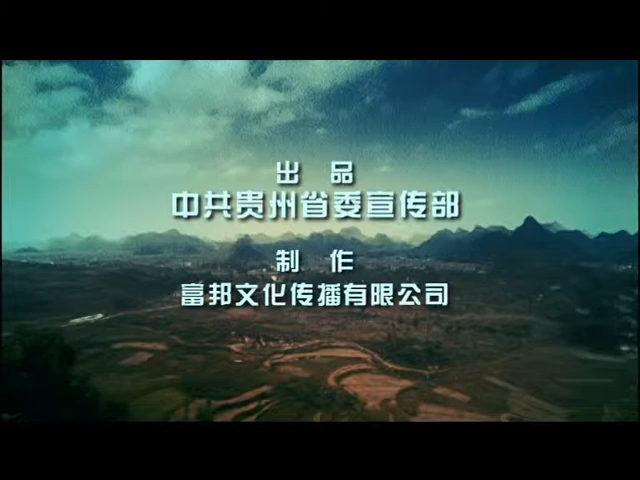 出 品
中共贵州省委宣传部
制 作
富邦文化传播有限公司